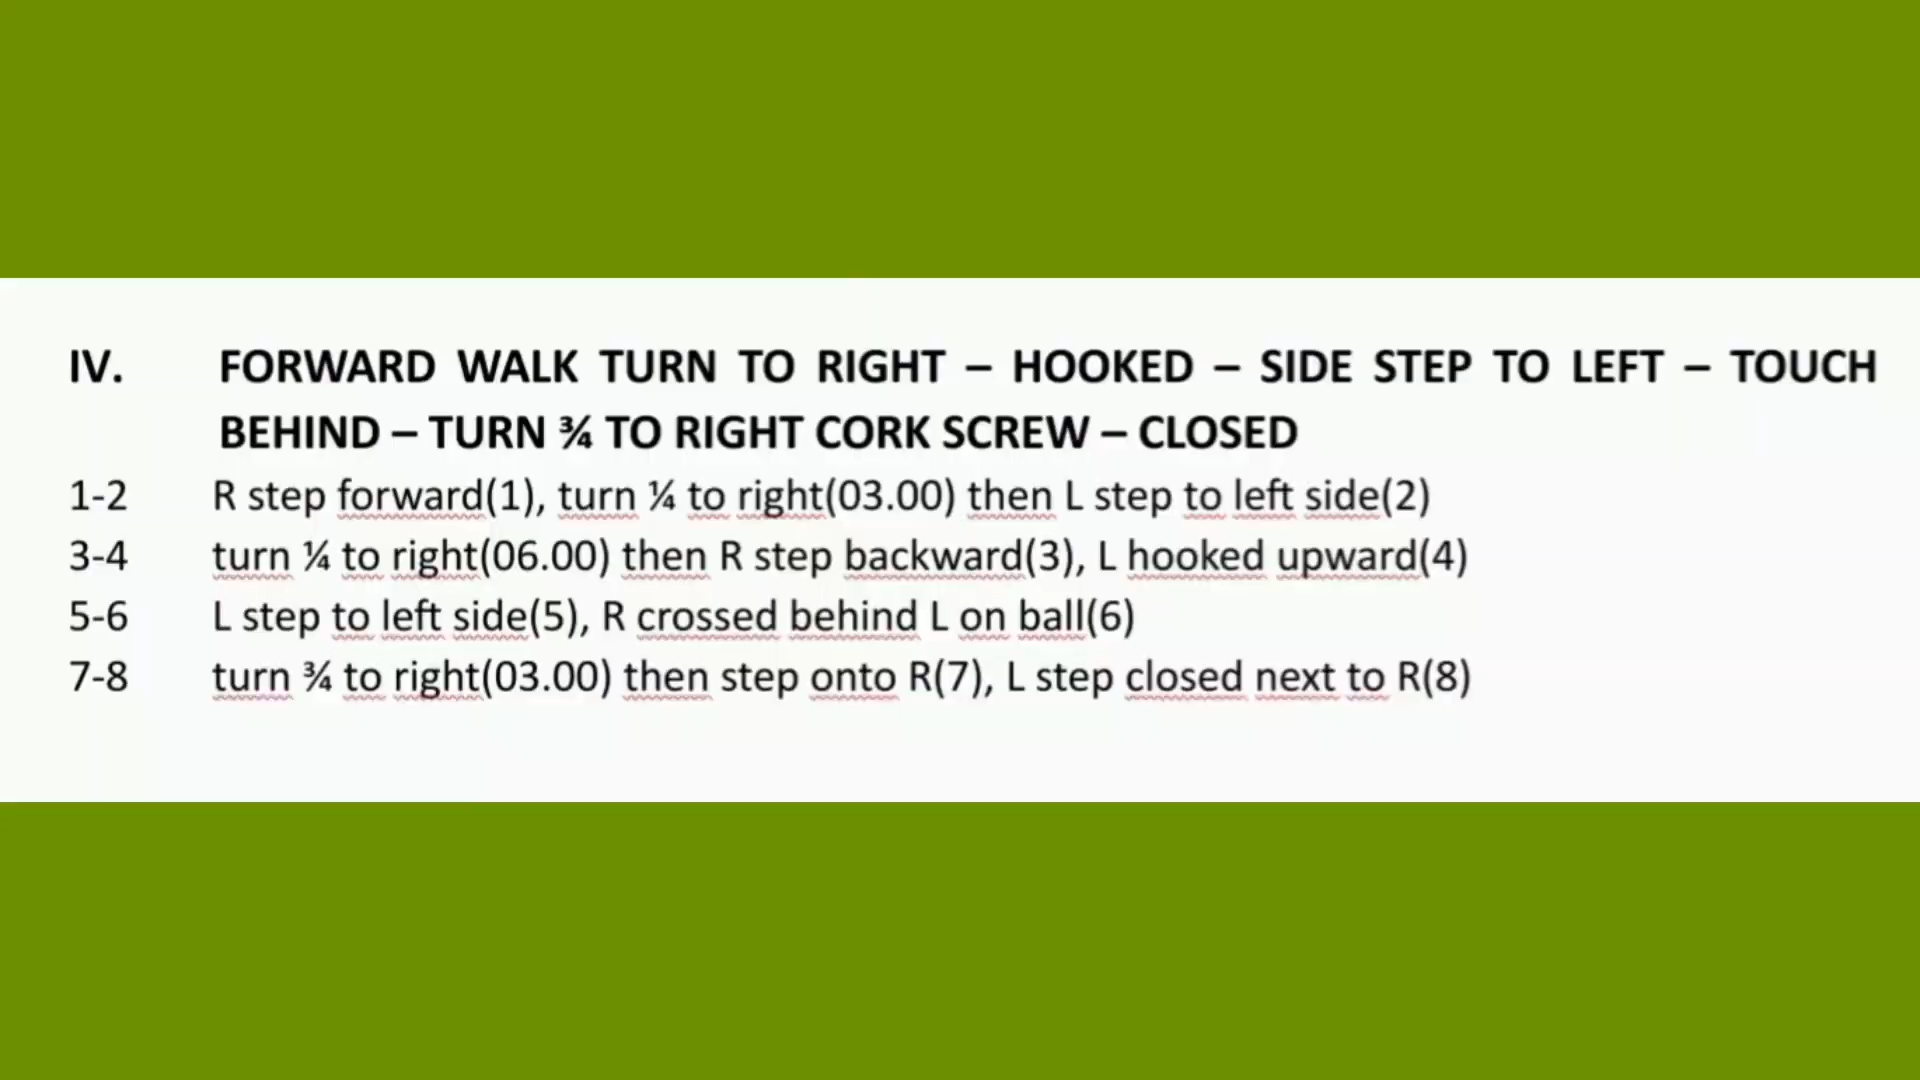 IV. FORWARD WALK TURN TO RIGHT – HOOKED – SIDE STEP TO LEFT – TOUCH
BEHIND – TURN ¾ TO RIGHT CORK SCREW – CLOSED
1-2 R step forward(1), turn ¼ to right(03.00) then L step to left side(2)
3-4 turn ¼ to right(06.00) then R step backward(3), L hooked upward(4)
5-6 L step to left side(5), R crossed behind L on ball(6)
7-8 turn ¾ to right(03.00) then step onto R(7), L step closed next to R(8)